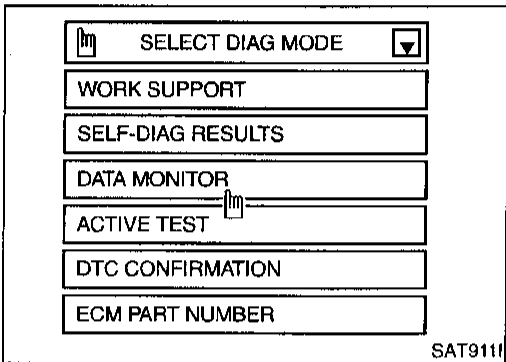 SELECT DIAG MODE
WORK SUPPORT
SELF-DIAG RESULTS
DATA MONITOR
ACTIVE TEST
DTC CONFIRMATION
ECM PART NUMBER
SAT911I